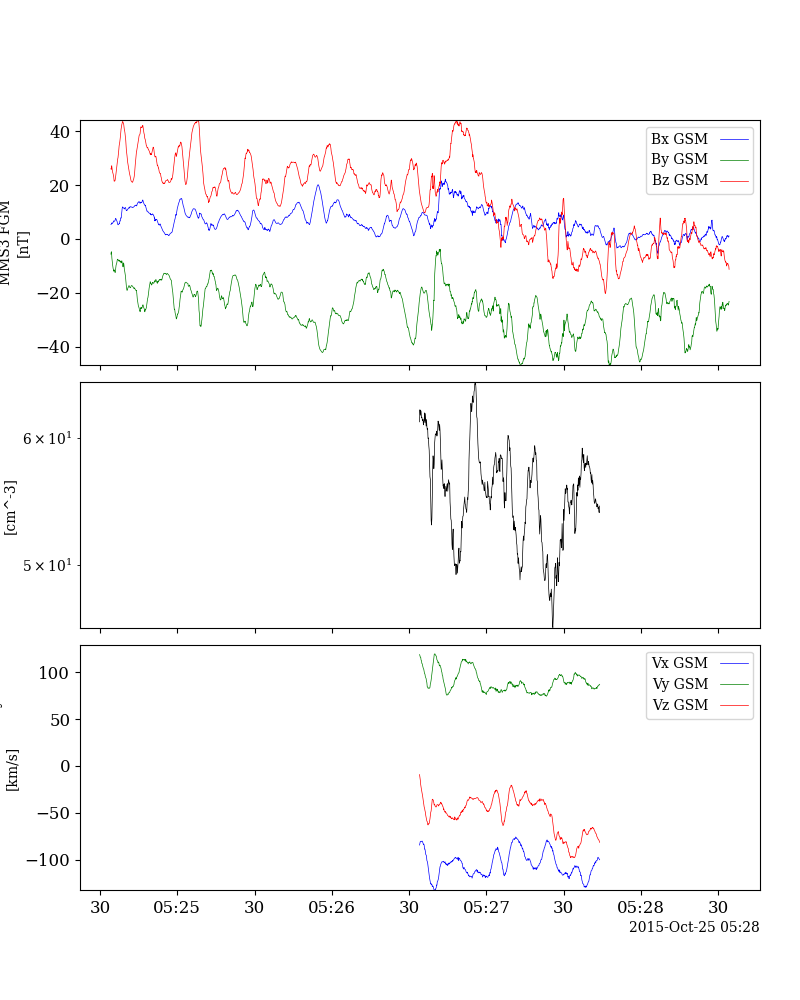 MMS3 FGM
[nT]
40
20
0
−20
−40
Bx GSM
By GSM
Bz GSM
[cm^-3]
6 × 10¹
5 × 10¹
[km/s]
100
50
0
−50
−100
Vx GSM
Vy GSM
Vz GSM
30 05:25 30 05:26 30 05:27 30 05:28 30
2015-Oct-25 05:28